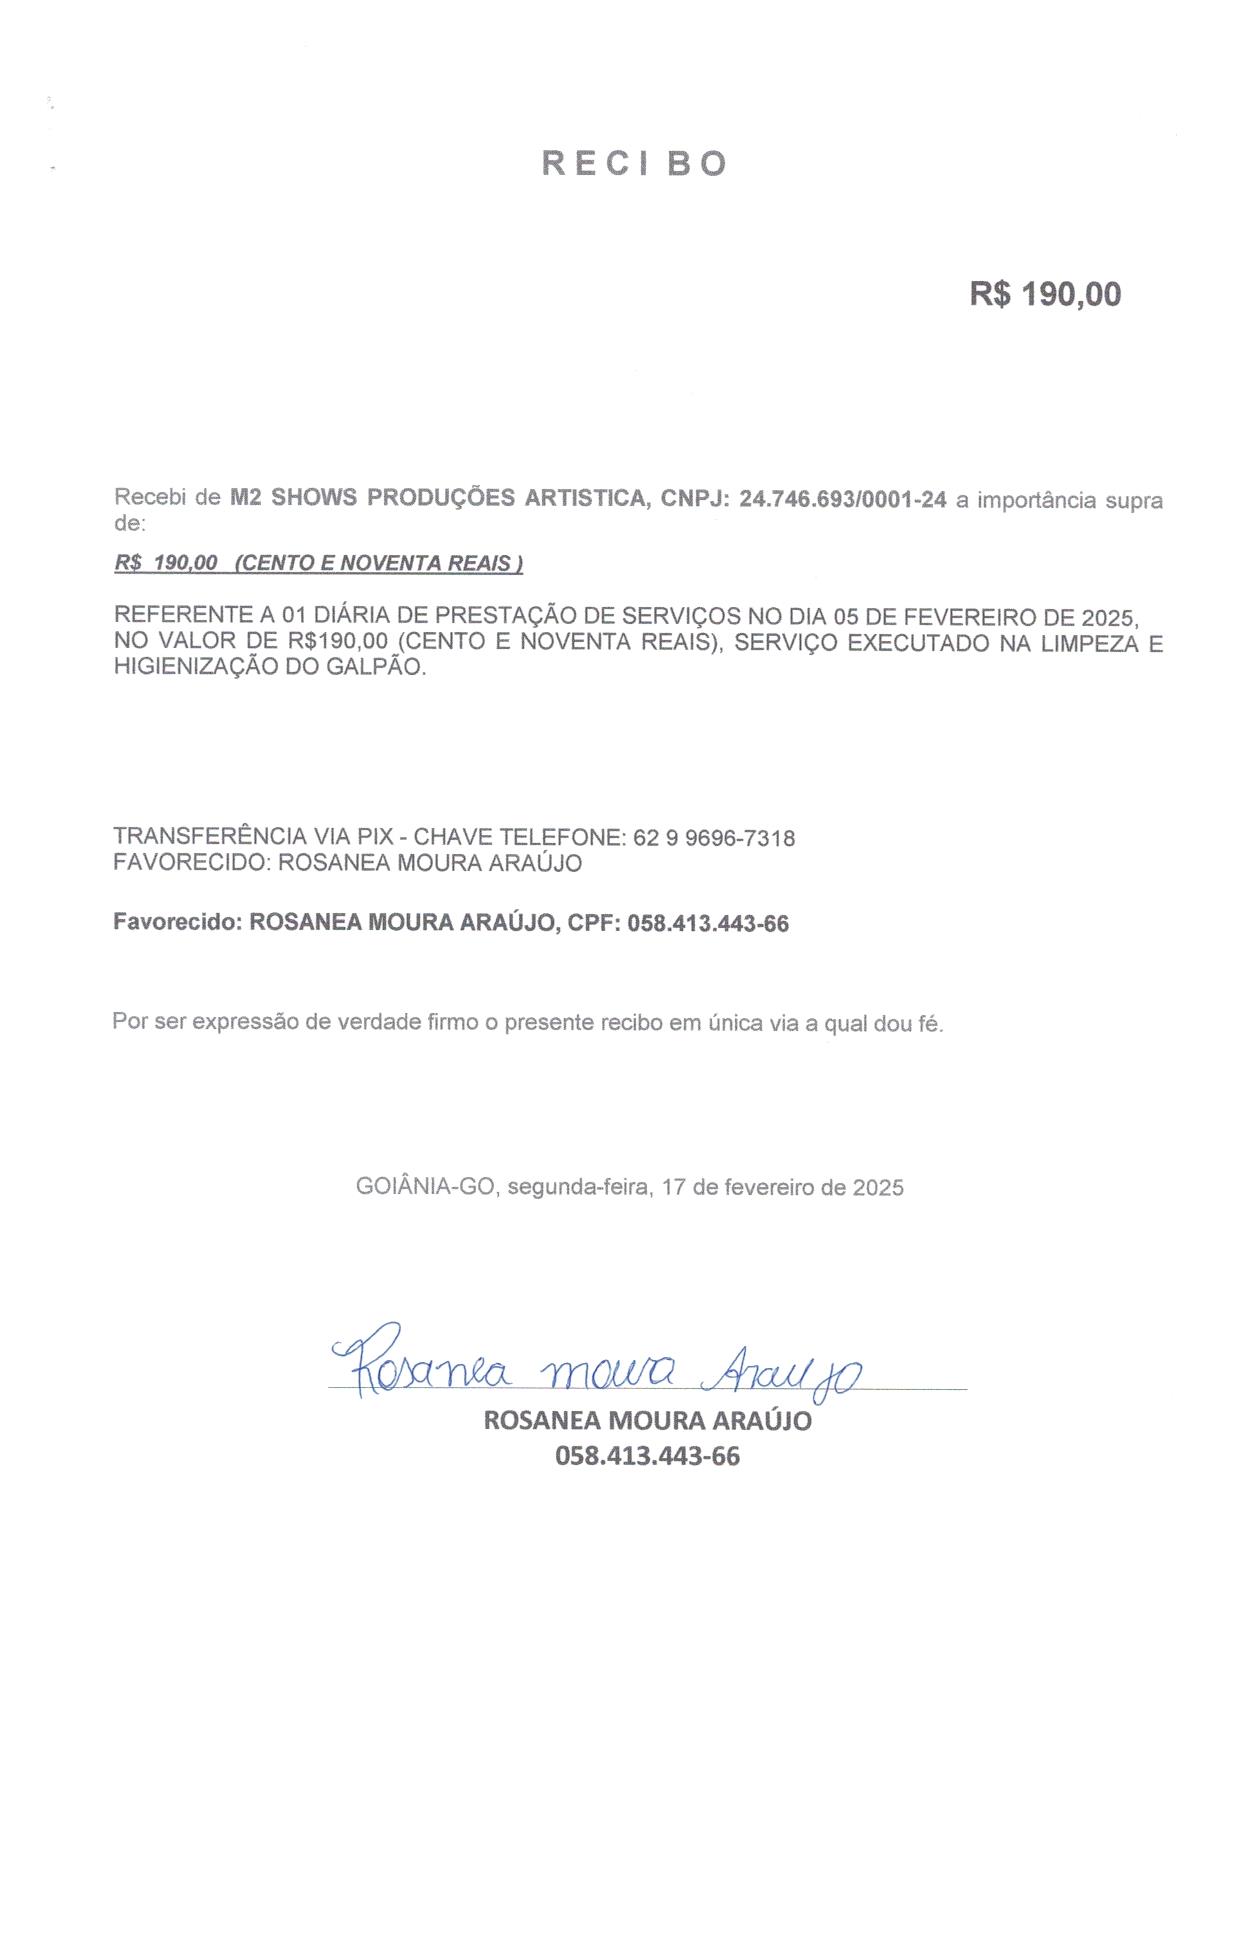 RECIBO
R$ 190,00
Recebi de M2 SHOWS PRODUÇÕES ARTISTICA, CNPJ: 24.746.693/0001-24 a importância supra
de:
R$ 190,00 (CENTO E NOVENTA REAIS )
REFERENTE A 01 DIÁRIA DE PRESTAÇÃO DE SERVIÇOS NO DIA 05 DE FEVEREIRO DE 2025,
NO VALOR DE R$190,00 (CENTO E NOVENTA REAIS), SERVIÇO EXECUTADO NA LIMPEZA E
HIGIENIZAÇÃO DO GALPÃO.
TRANSFERÊNCIA VIA PIX - CHAVE TELEFONE: 62 9 9696-7318
FAVORECIDO: ROSANEA MOURA ARAÚJO
Favorecido: ROSANEA MOURA ARAÚJO, CPF: 058.413.443-66
Por ser expressão de verdade firmo o presente recibo em única via a qual dou fé.
GOIÂNIA-GO, segunda-feira, 17 de fevereiro de 2025
Rosanea moura Araujo
ROSANEA MOURA ARAÚJO
058.413.443-66